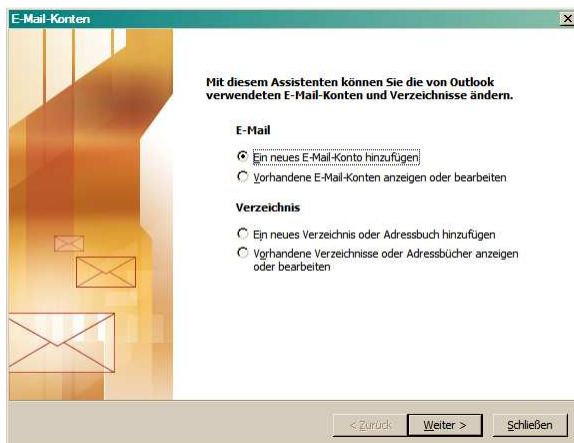 E-Mail-Konten
Mit diesem Assistenten können Sie die von Outlook
verwendeten E-Mail-Konten und Verzeichnisse ändern.
E-Mail
Ein neues E-Mail-Konto hinzufügen
Vorhandene E-Mail-Konten anzeigen oder bearbeiten
Verzeichnis
Ein neues Verzeichnis oder Adressbuch hinzufügen
Vorhandene Verzeichnisse oder Adressbücher anzeigen
oder bearbeiten
< Zurück Weiter > Schließen